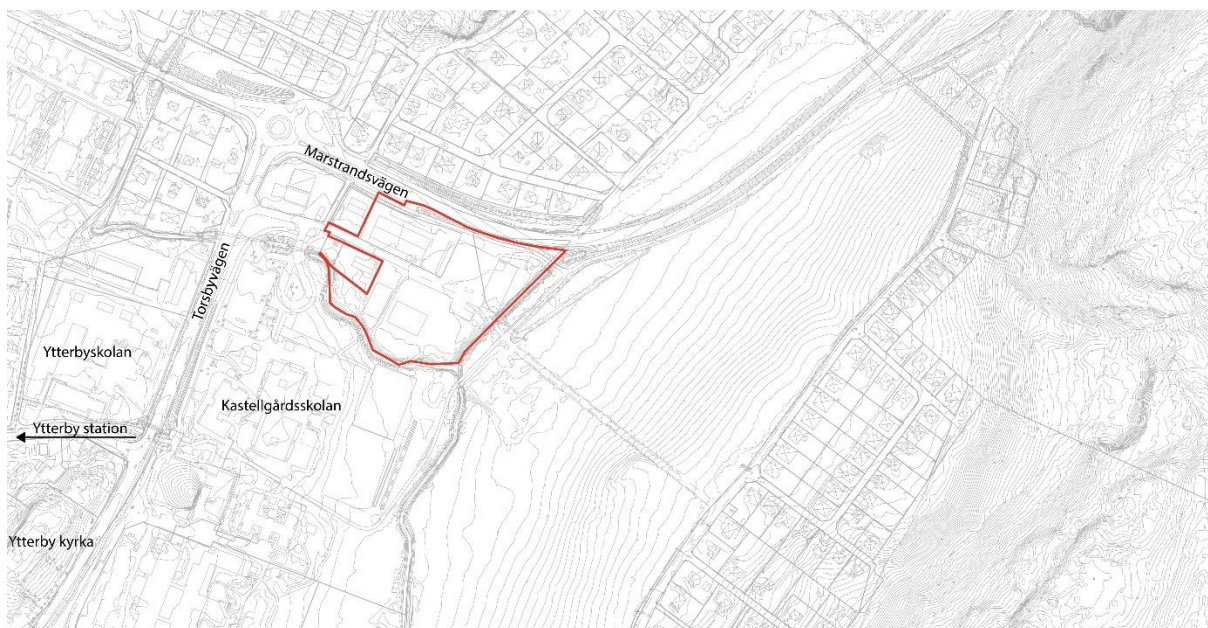 Marstrandsvägen
Torsbyvägen
Ytterbyskolan
Kastellgårdsskolan
Ytterby station
Ytterby kyrka